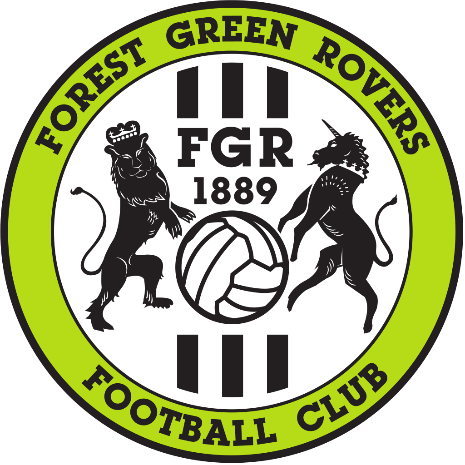 FOREST GREEN ROVERS
FGR
1889
FOOTBALL CLUB